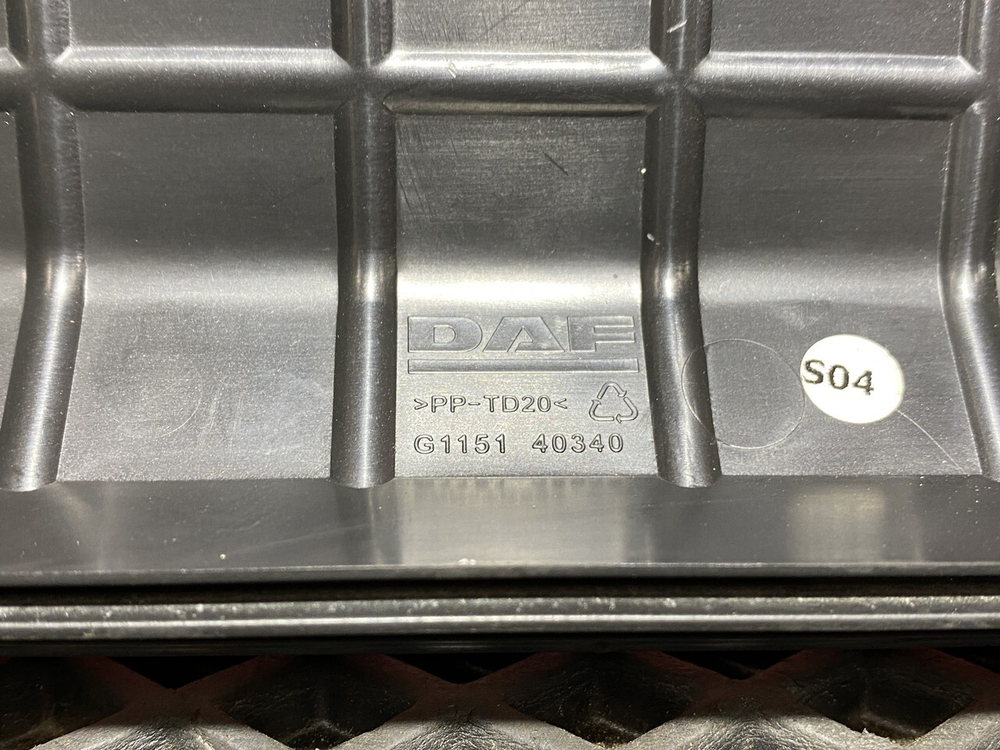 DAF
>PP-TD20<
G1151 40340
S04